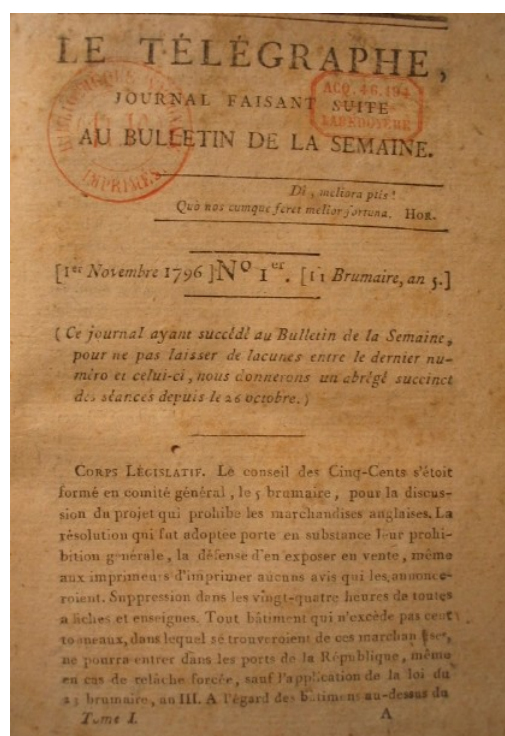 LE TÉLÉGRAPHE,
JOURNAL FAISANT SUITE
AU BULLETIN DE LA SEMAINE.
ACQ. 46.494
LABEDOYERE
IMPRIMÉS
Dî, meliora piis!
Quò nos cumque feret melior fortuna. HOR.
[1er Novembre 1796] No 1er. [11 Brumaire, an 5.]
(Ce journal ayant succédé au Bulletin de la Semaine,
pour ne pas laisser de lacunes entre le dernier nu-
méro et celui-ci, nous donnerons un abrégé succinct
des séances depuis le 26 octobre.)
CORPS LÉGISLATIF. Le conseil des Cinq-Cents s'étoit
formé en comité général, le 5 brumaire, pour la discus-
sion du projet qui prohibe les marchandises anglaises. La
résolution qui fut adoptée porte en substance leur prohi-
bition générale, la défense d'en exposer en vente, même
aux imprimeurs d'imprimer aucuns avis qui les annonce-
roient. Suppression dans les vingt-quatre heures de toutes
affiches et enseignes. Tout bâtiment qui n'excède pas cent
tonneaux, dans lequel se trouveroient de ces marchandises,
ne pourra entrer dans les ports de la République, même
en cas de relâche forcée, sauf l'application de la loi du
23 brumaire, an III. A l'égard des bâtimens au-dessus du
Tome I. A